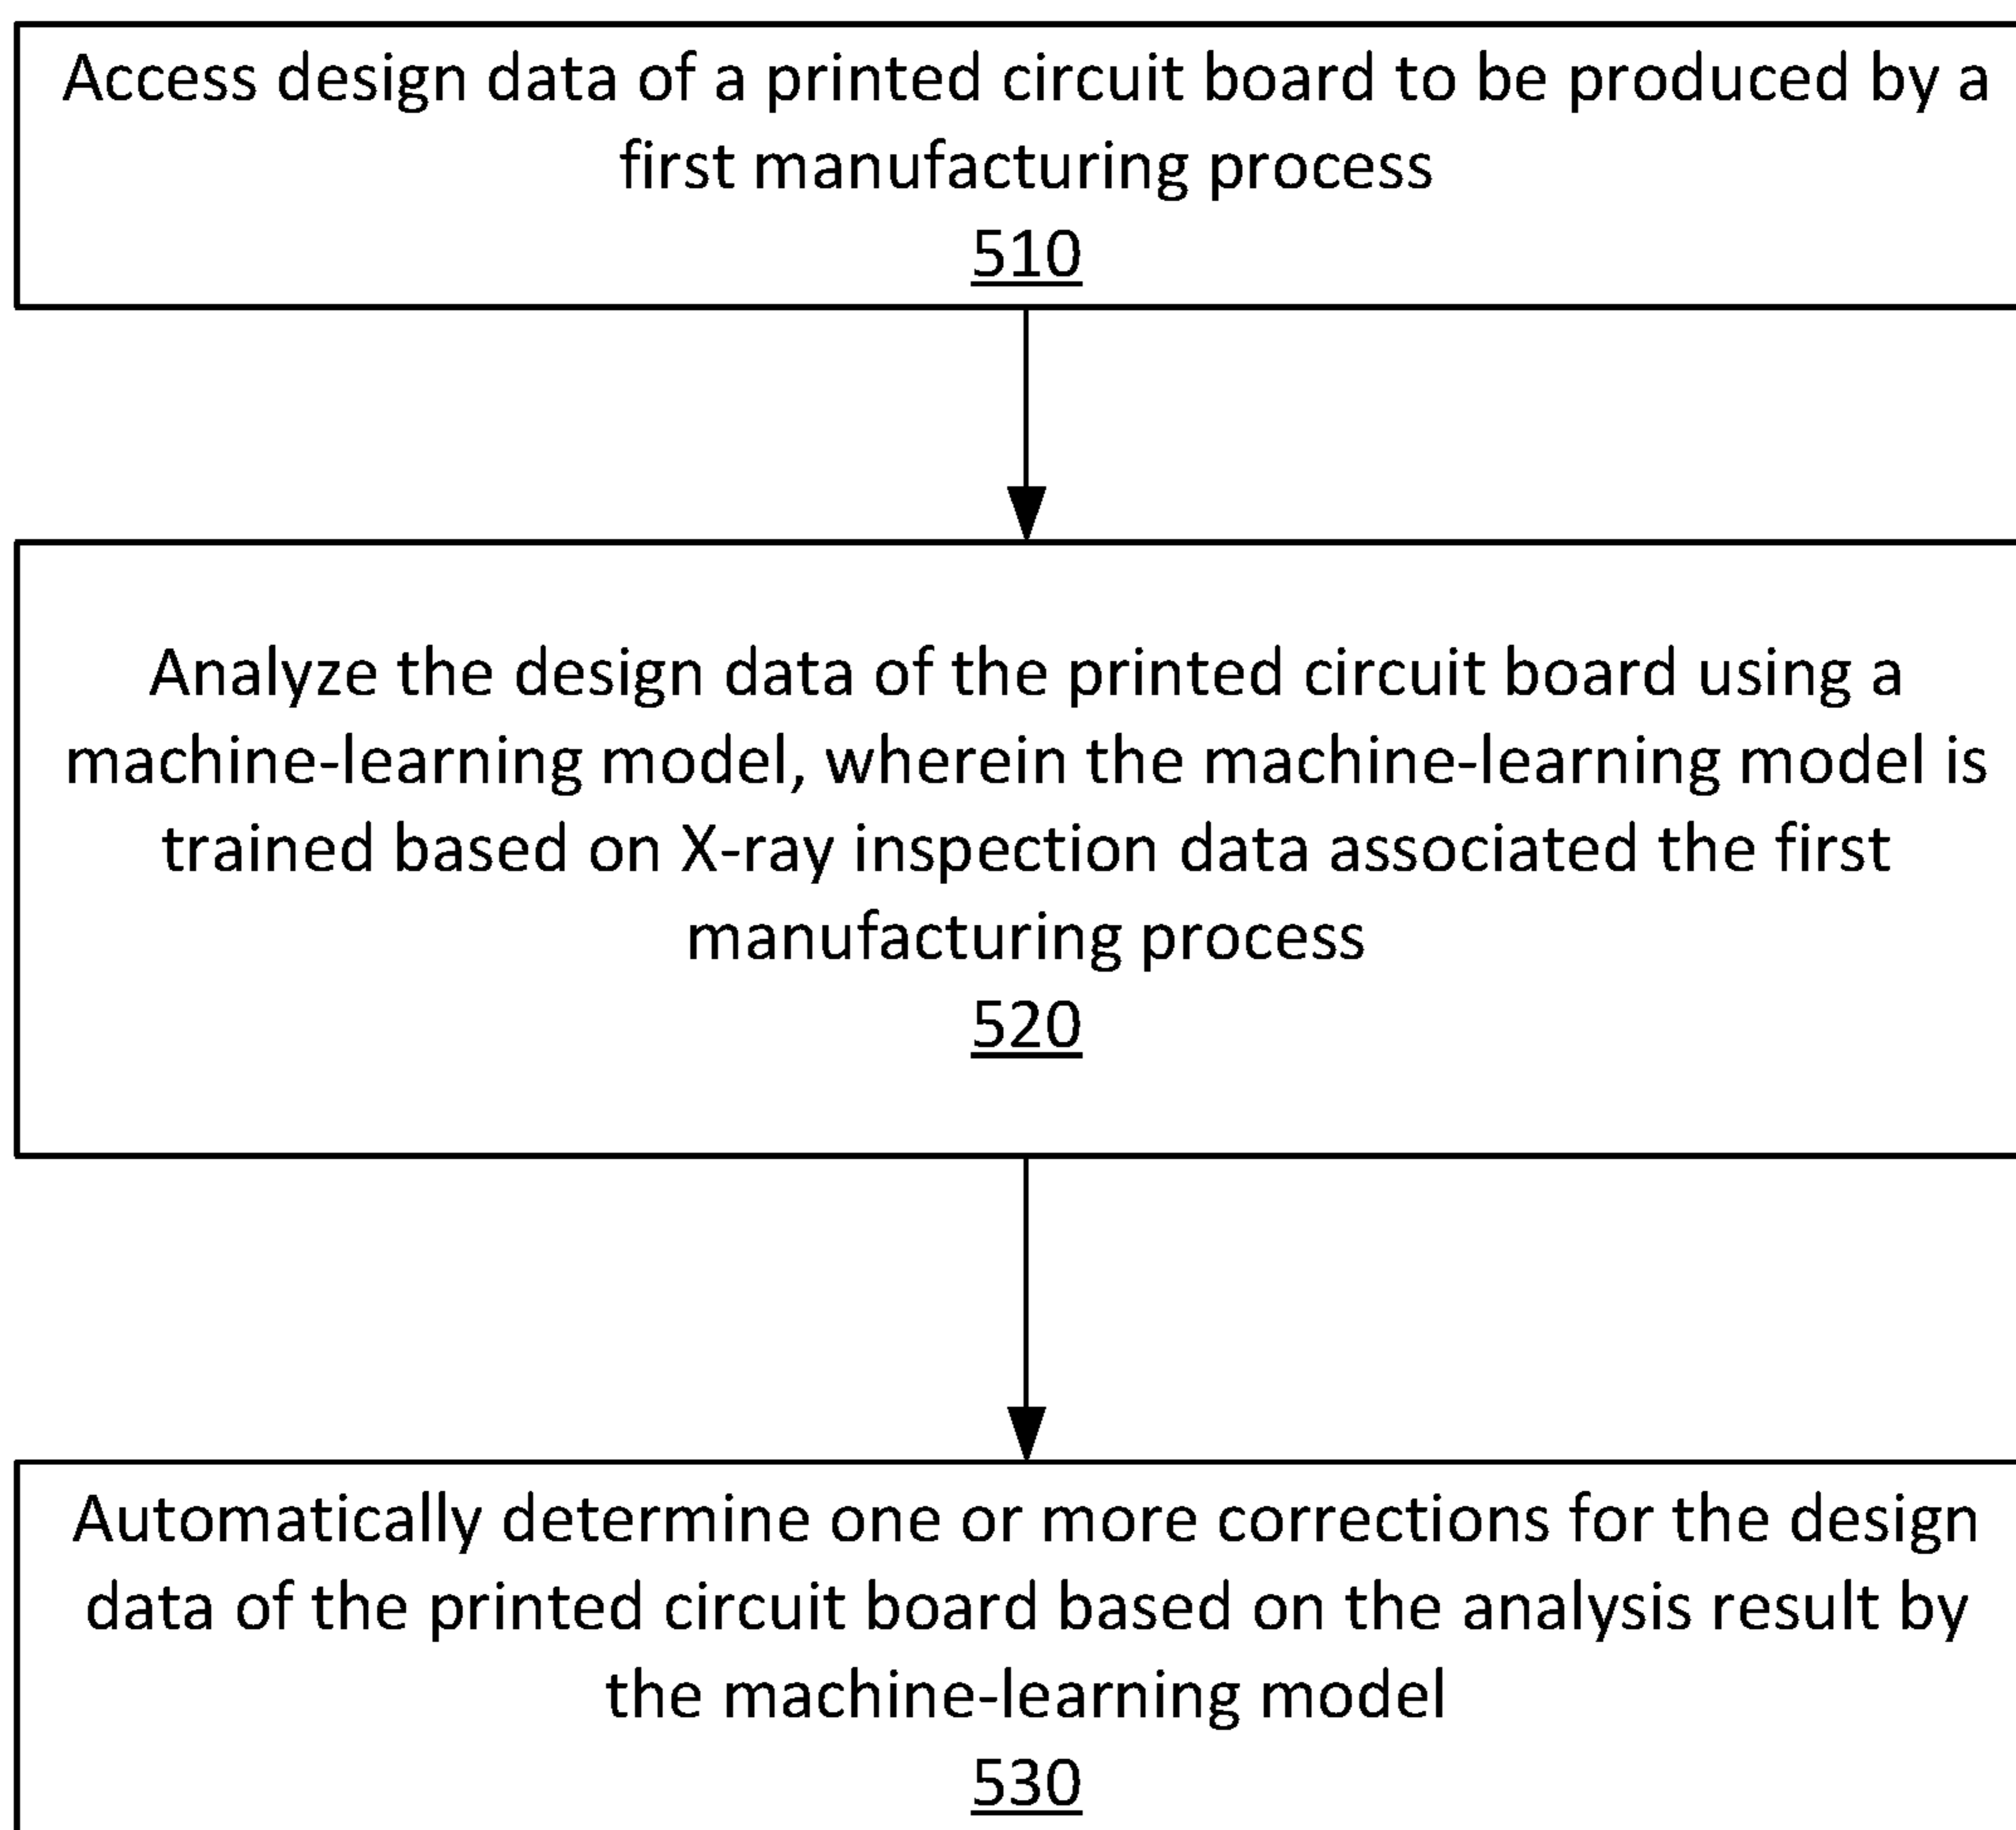 Access design data of a printed circuit board to be produced by a
first manufacturing process
510
Analyze the design data of the printed circuit board using a
machine-learning model, wherein the machine-learning model is
trained based on X-ray inspection data associated the first
manufacturing process
520
Automatically determine one or more corrections for the design
data of the printed circuit board based on the analysis result by
the machine-learning model
530